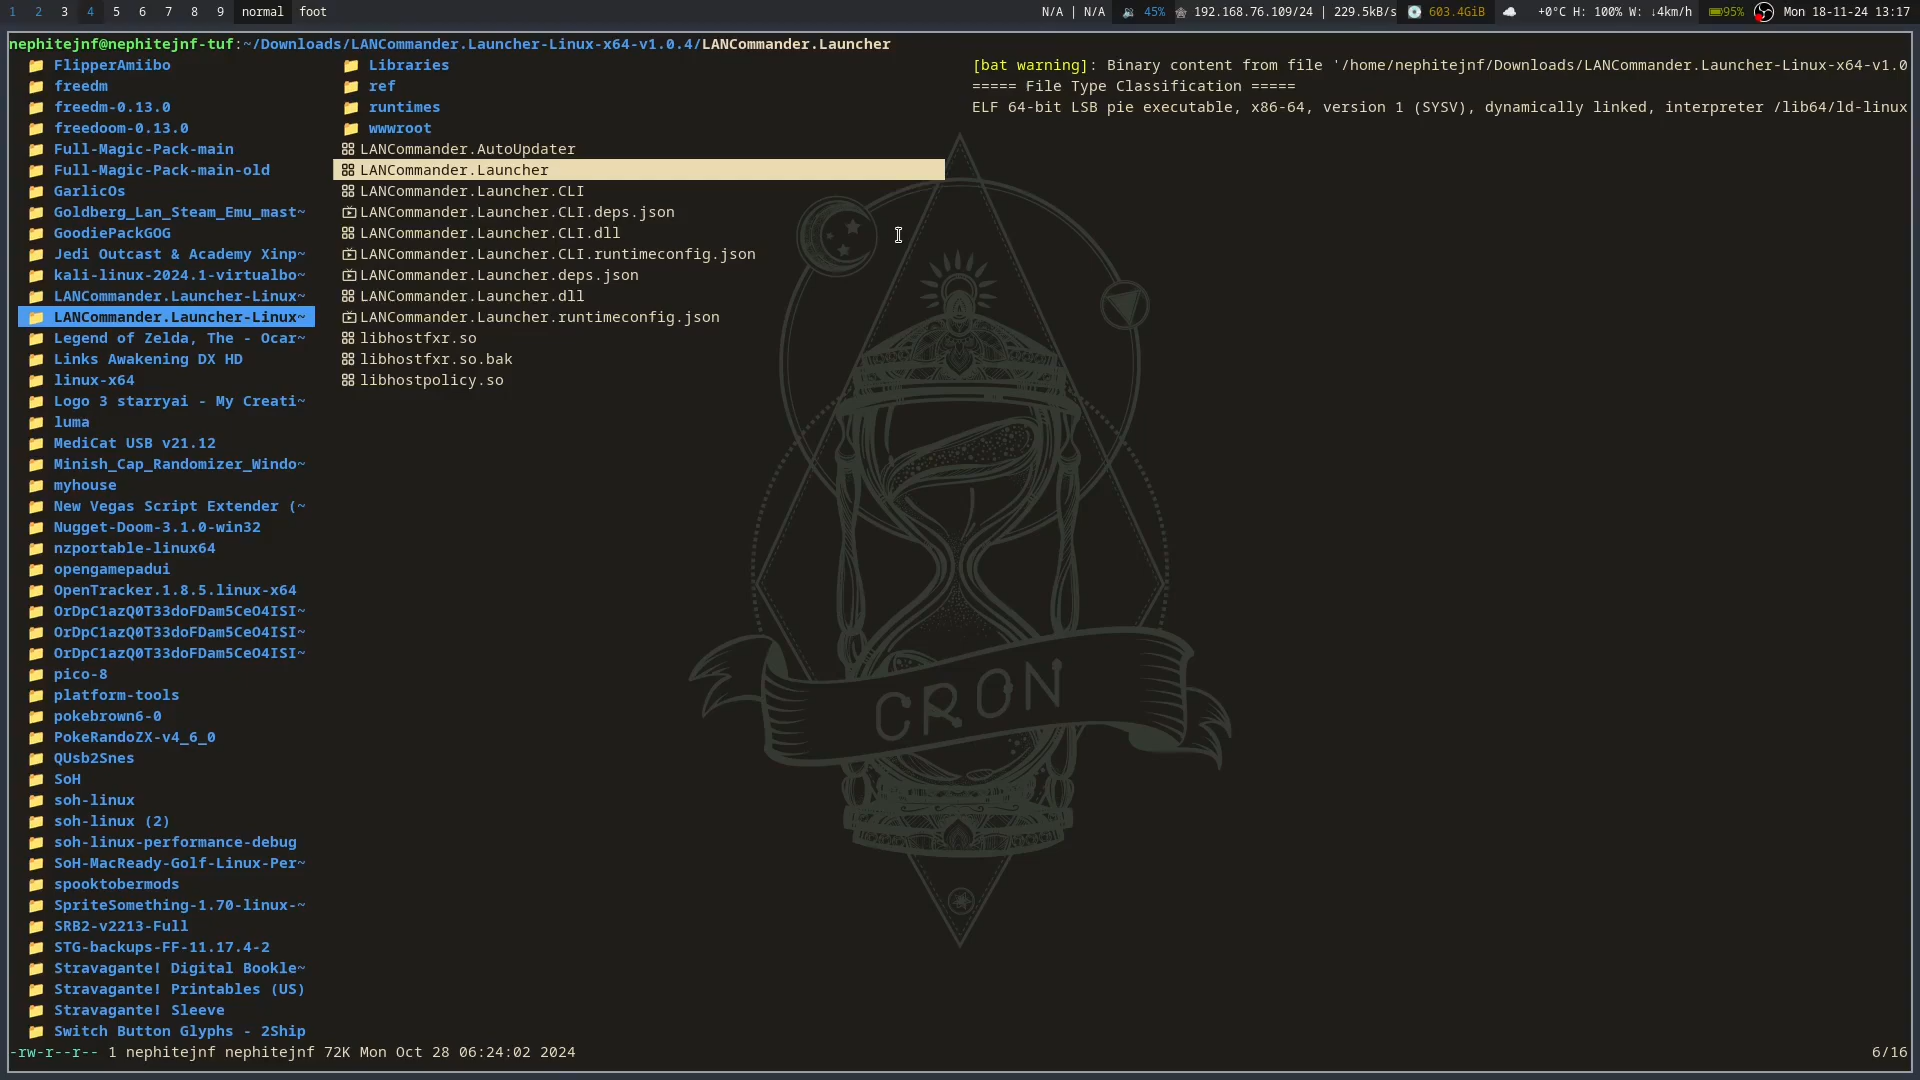 1 2 3 4 5 6 7 8 9 normal foot N/A | N/A 45% 192.168.76.109/24 | 229.5kB/s 603.4GiB +0°C H: 100% W: ↓4km/h 95% Mon 18-11-24 13:17
nephitejnf@nephitejnf-tuf:~/Downloads/LANCommander.Launcher-Linux-x64-v1.0.4/LANCommander.Launcher
FlipperAmiibo
freedm
freedm-0.13.0
freedoom-0.13.0
Full-Magic-Pack-main
Full-Magic-Pack-main-old
GarlicOs
Goldberg_Lan_Steam_Emu_mast~
GoodiePackGOG
Jedi Outcast & Academy Xinp~
kali-linux-2024.1-virtualbo~
LANCommander.Launcher-Linux~
LANCommander.Launcher-Linux~
Legend of Zelda, The - Ocar~
Links Awakening DX HD
linux-x64
Logo 3 starryai - My Creati~
luma
MediCat USB v21.12
Minish_Cap_Randomizer_Windo~
myhouse
New Vegas Script Extender (~
Nugget-Doom-3.1.0-win32
nzportable-linux64
opengamepadui
OpenTracker.1.8.5.linux-x64
OrDpC1azQ0T33doFDam5CeO4ISI~
OrDpC1azQ0T33doFDam5CeO4ISI~
OrDpC1azQ0T33doFDam5CeO4ISI~
pico-8
platform-tools
pokebrown6-0
PokeRandoZX-v4_6_0
QUsb2Snes
SoH
soh-linux
soh-linux (2)
soh-linux-performance-debug
SoH-MacReady-Golf-Linux-Per~
spooktobermods
SpriteSomething-1.70-linux-~
SRB2-v2213-Full
STG-backups-FF-11.17.4-2
Stravagante! Digital Bookle~
Stravagante! Printables (US)
Stravagante! Sleeve
Switch Button Glyphs - 2Ship
Libraries
ref
runtimes
wwwroot
LANCommander.AutoUpdater
LANCommander.Launcher
LANCommander.Launcher.CLI
LANCommander.Launcher.CLI.deps.json
LANCommander.Launcher.CLI.dll
LANCommander.Launcher.CLI.runtimeconfig.json
LANCommander.Launcher.deps.json
LANCommander.Launcher.dll
LANCommander.Launcher.runtimeconfig.json
libhostfxr.so
libhostfxr.so.bak
libhostpolicy.so
[bat warning]: Binary content from file '/home/nephitejnf/Downloads/LANCommander.Launcher-Linux-x64-v1.0
===== File Type Classification =====
ELF 64-bit LSB pie executable, x86-64, version 1 (SYSV), dynamically linked, interpreter /lib64/ld-linux
CRON
-rw-r--r-- 1 nephitejnf nephitejnf 72K Mon Oct 28 06:24:02 2024 6/16